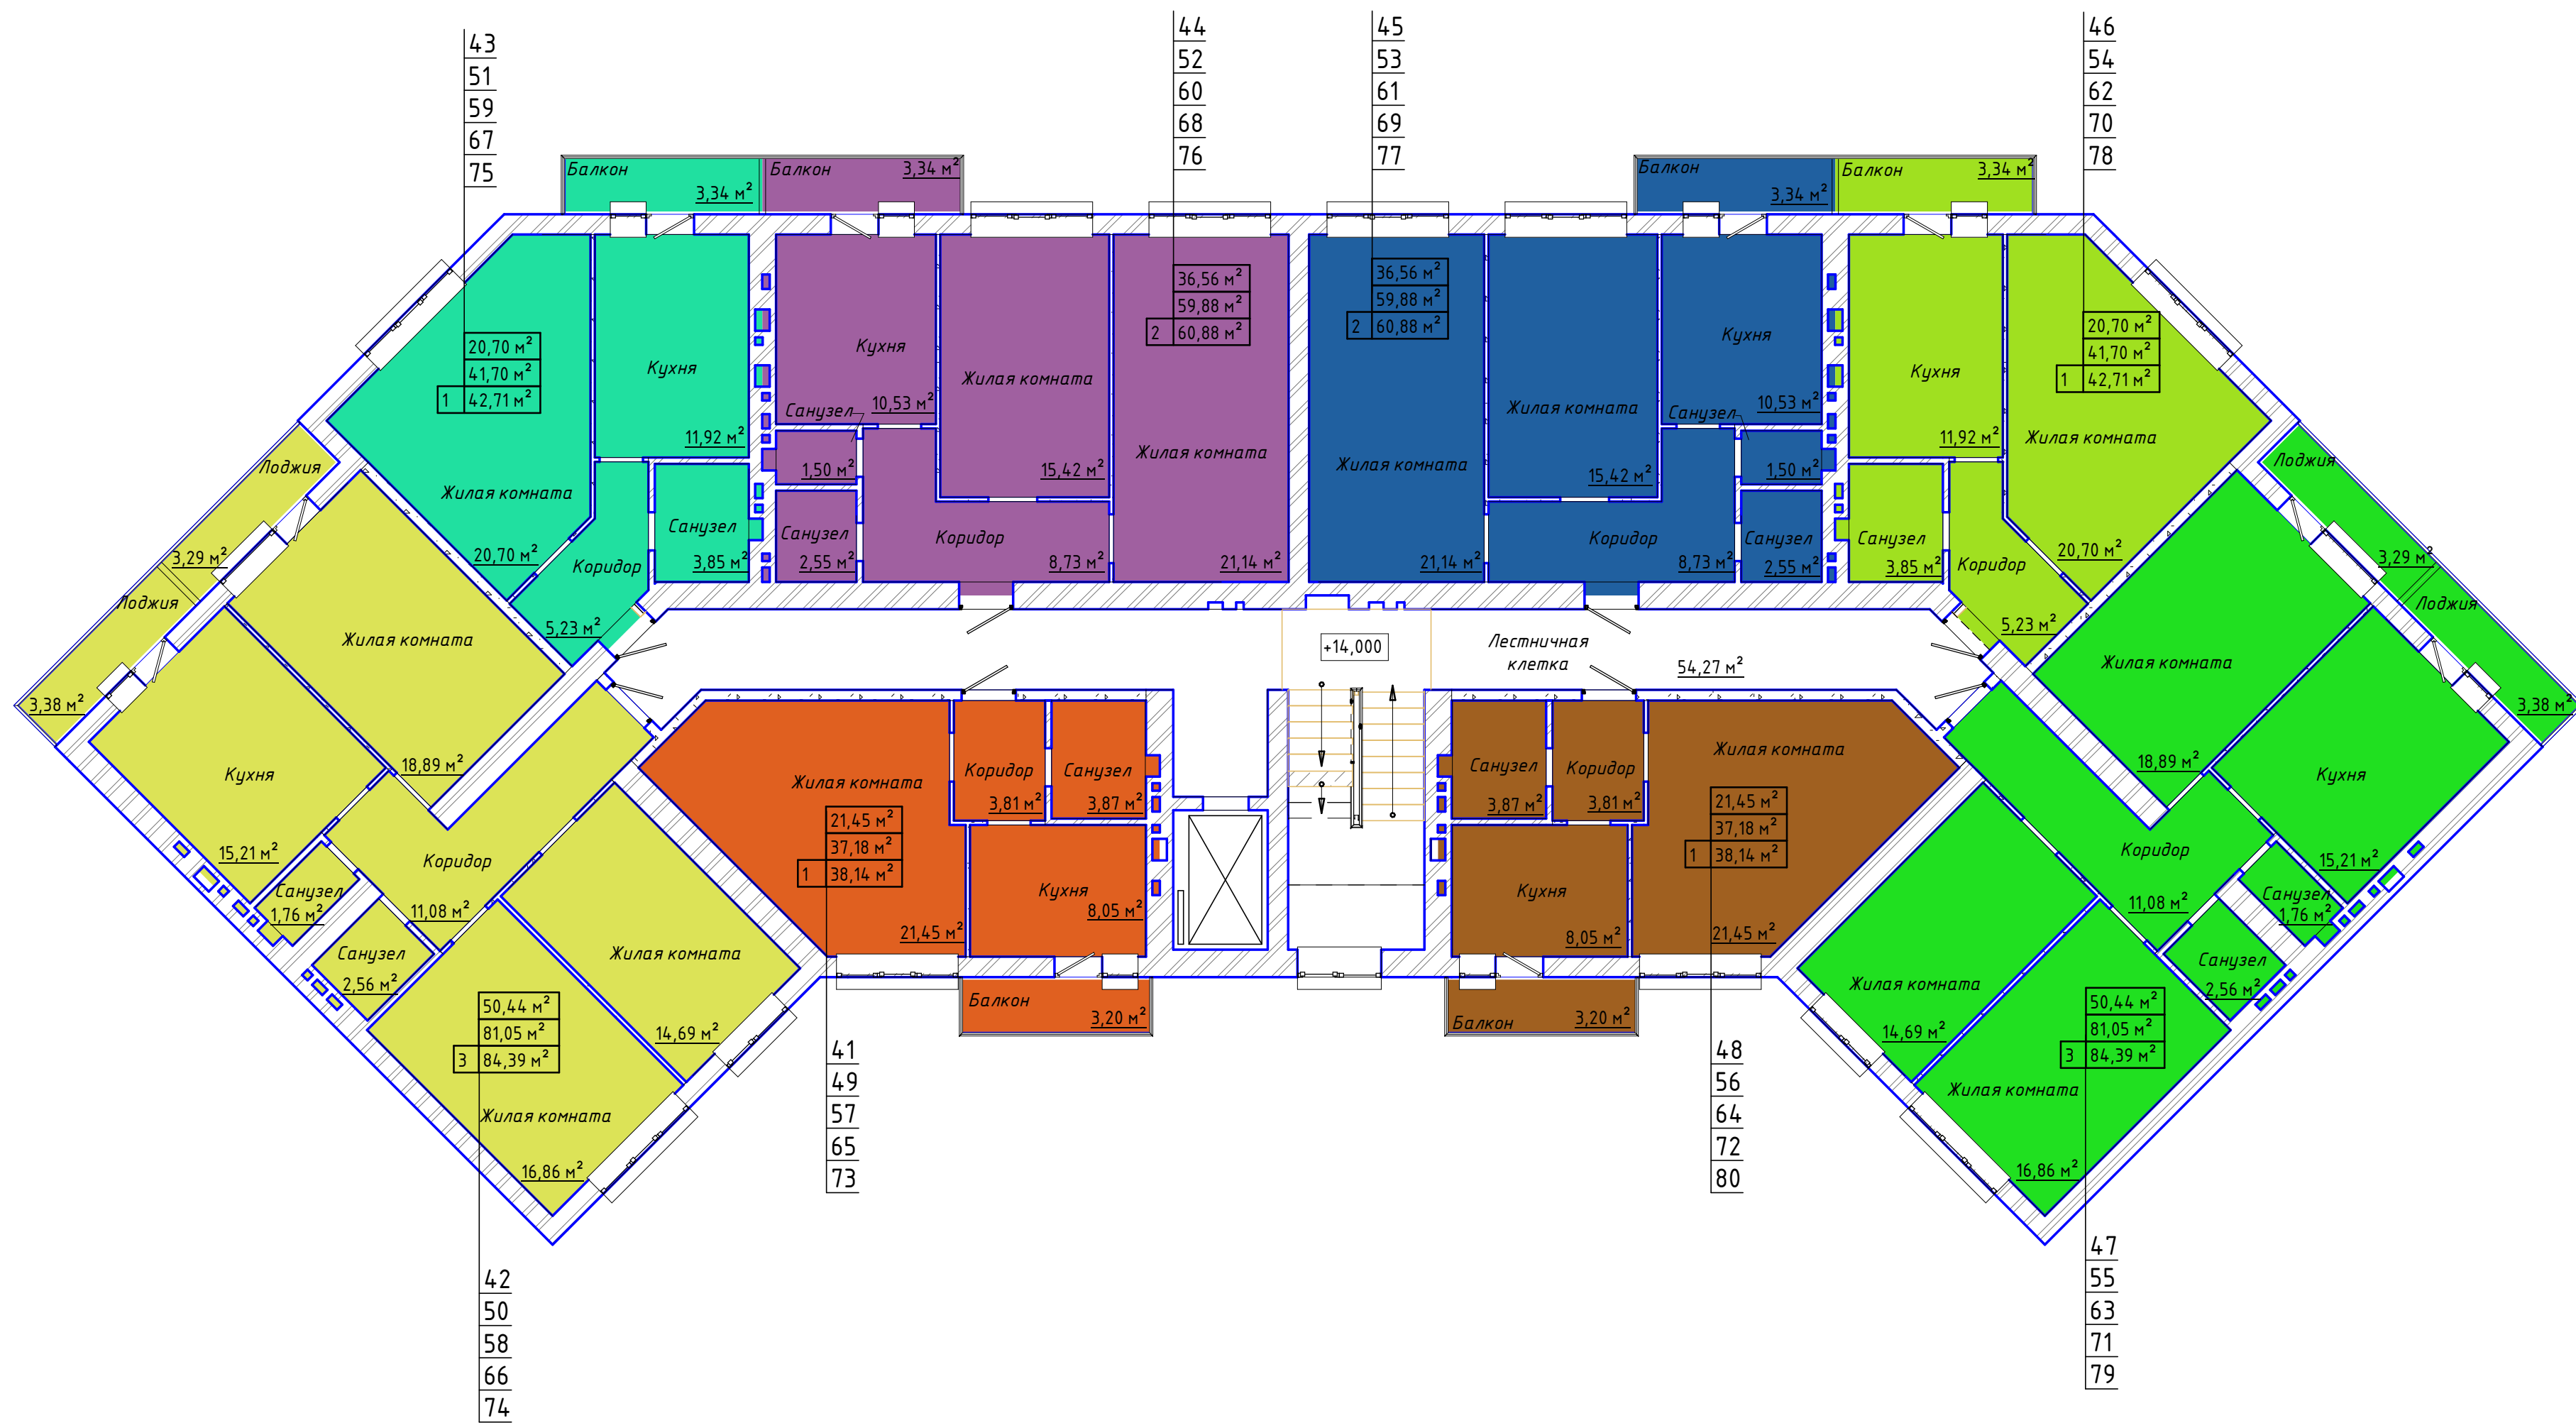 43
51
59
67
75
44
52
60
68
76
45
53
61
69
77
46
54
62
70
78
Балкон
3,34 м²
Балкон
3,34 м²
Балкон
3,34 м²
Балкон
3,34 м²
20,70 м²
41,70 м²
1 42,71 м²
Кухня
11,92 м²
Жилая комната
20,70 м²
Санузел
3,85 м²
Коридор
5,23 м²
Кухня
10,53 м²
Санузел
1,50 м²
Санузел
2,55 м²
Жилая комната
15,42 м²
Коридор
8,73 м²
36,56 м²
59,88 м²
2 60,88 м²
Жилая комната
21,14 м²
36,56 м²
59,88 м²
2 60,88 м²
Жилая комната
21,14 м²
Жилая комната
15,42 м²
Кухня
10,53 м²
Санузел
1,50 м²
Коридор
8,73 м²
Санузел
2,55 м²
Кухня
11,92 м²
20,70 м²
41,70 м²
1 42,71 м²
Жилая комната
20,70 м²
Санузел
3,85 м²
Коридор
5,23 м²
Лоджия
3,29 м²
Лоджия
3,38 м²
Жилая комната
18,89 м²
Кухня
15,21 м²
Санузел
1,76 м²
Коридор
11,08 м²
Санузел
2,56 м²
Жилая комната
14,69 м²
50,44 м²
81,05 м²
3 84,39 м²
Жилая комната
16,86 м²
+14,000
Лестничная
клетка
54,27 м²
Жилая комната
21,45 м²
37,18 м²
1 38,14 м²
21,45 м²
Коридор
3,81 м²
Санузел
3,87 м²
Кухня
8,05 м²
Балкон
3,20 м²
Санузел
3,87 м²
Коридор
3,81 м²
Жилая комната
21,45 м²
37,18 м²
1 38,14 м²
21,45 м²
Кухня
8,05 м²
Балкон
3,20 м²
Лоджия
3,29 м²
Лоджия
3,38 м²
Жилая комната
18,89 м²
Кухня
15,21 м²
Коридор
11,08 м²
Санузел
1,76 м²
Санузел
2,56 м²
Жилая комната
14,69 м²
50,44 м²
81,05 м²
3 84,39 м²
Жилая комната
16,86 м²
41
49
57
65
73
48
56
64
72
80
42
50
58
66
74
47
55
63
71
79